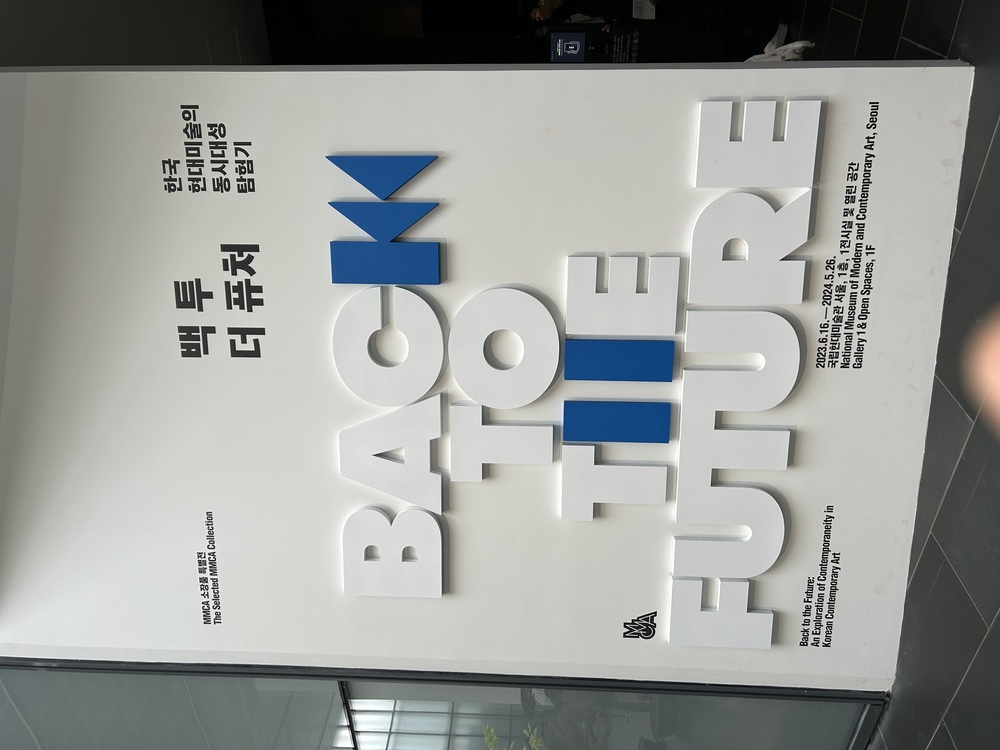 MMCA 소장품 특별전
The Selected MMCA Collection
백 투
더 퓨처
한국
현대미술의
동시대성
탐험기
BACK
TO
THE
FUTURE
MMCA
Back to the Future:
An Exploration of Contemporaneity in
Korean Contemporary Art
2023.6.16.—2024.5.26.
국립현대미술관 서울, 1층, 1전시실 및 열린 공간
National Museum of Modern and Contemporary Art, Seoul
Gallery 1 & Open Spaces, 1F